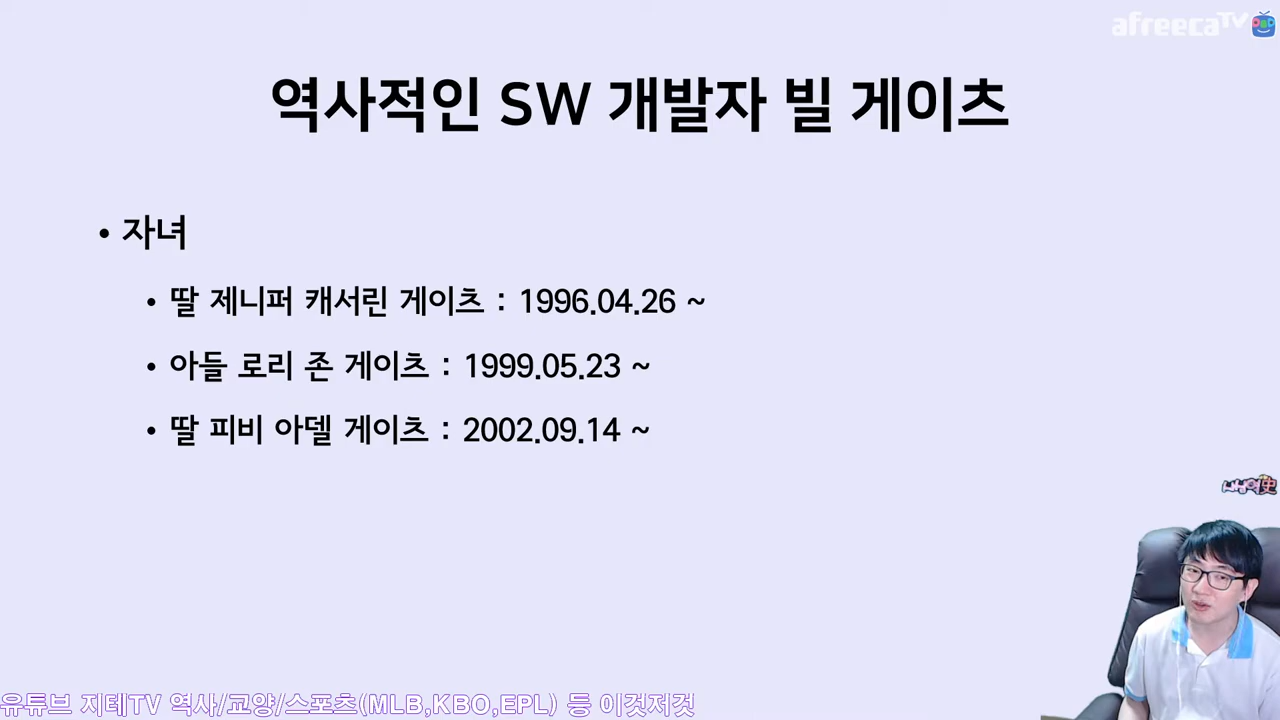 afreecaTV
역사적인 SW 개발자 빌 게이츠
• 자녀
• 딸 제니퍼 캐서린 게이츠 : 1996.04.26 ~
• 아들 로리 존 게이츠 : 1999.05.23 ~
• 딸 피비 아델 게이츠 : 2002.09.14 ~
유튜브 지테TV 역사/교양/스포츠(MLB,KBO,EPL) 등 이것저것